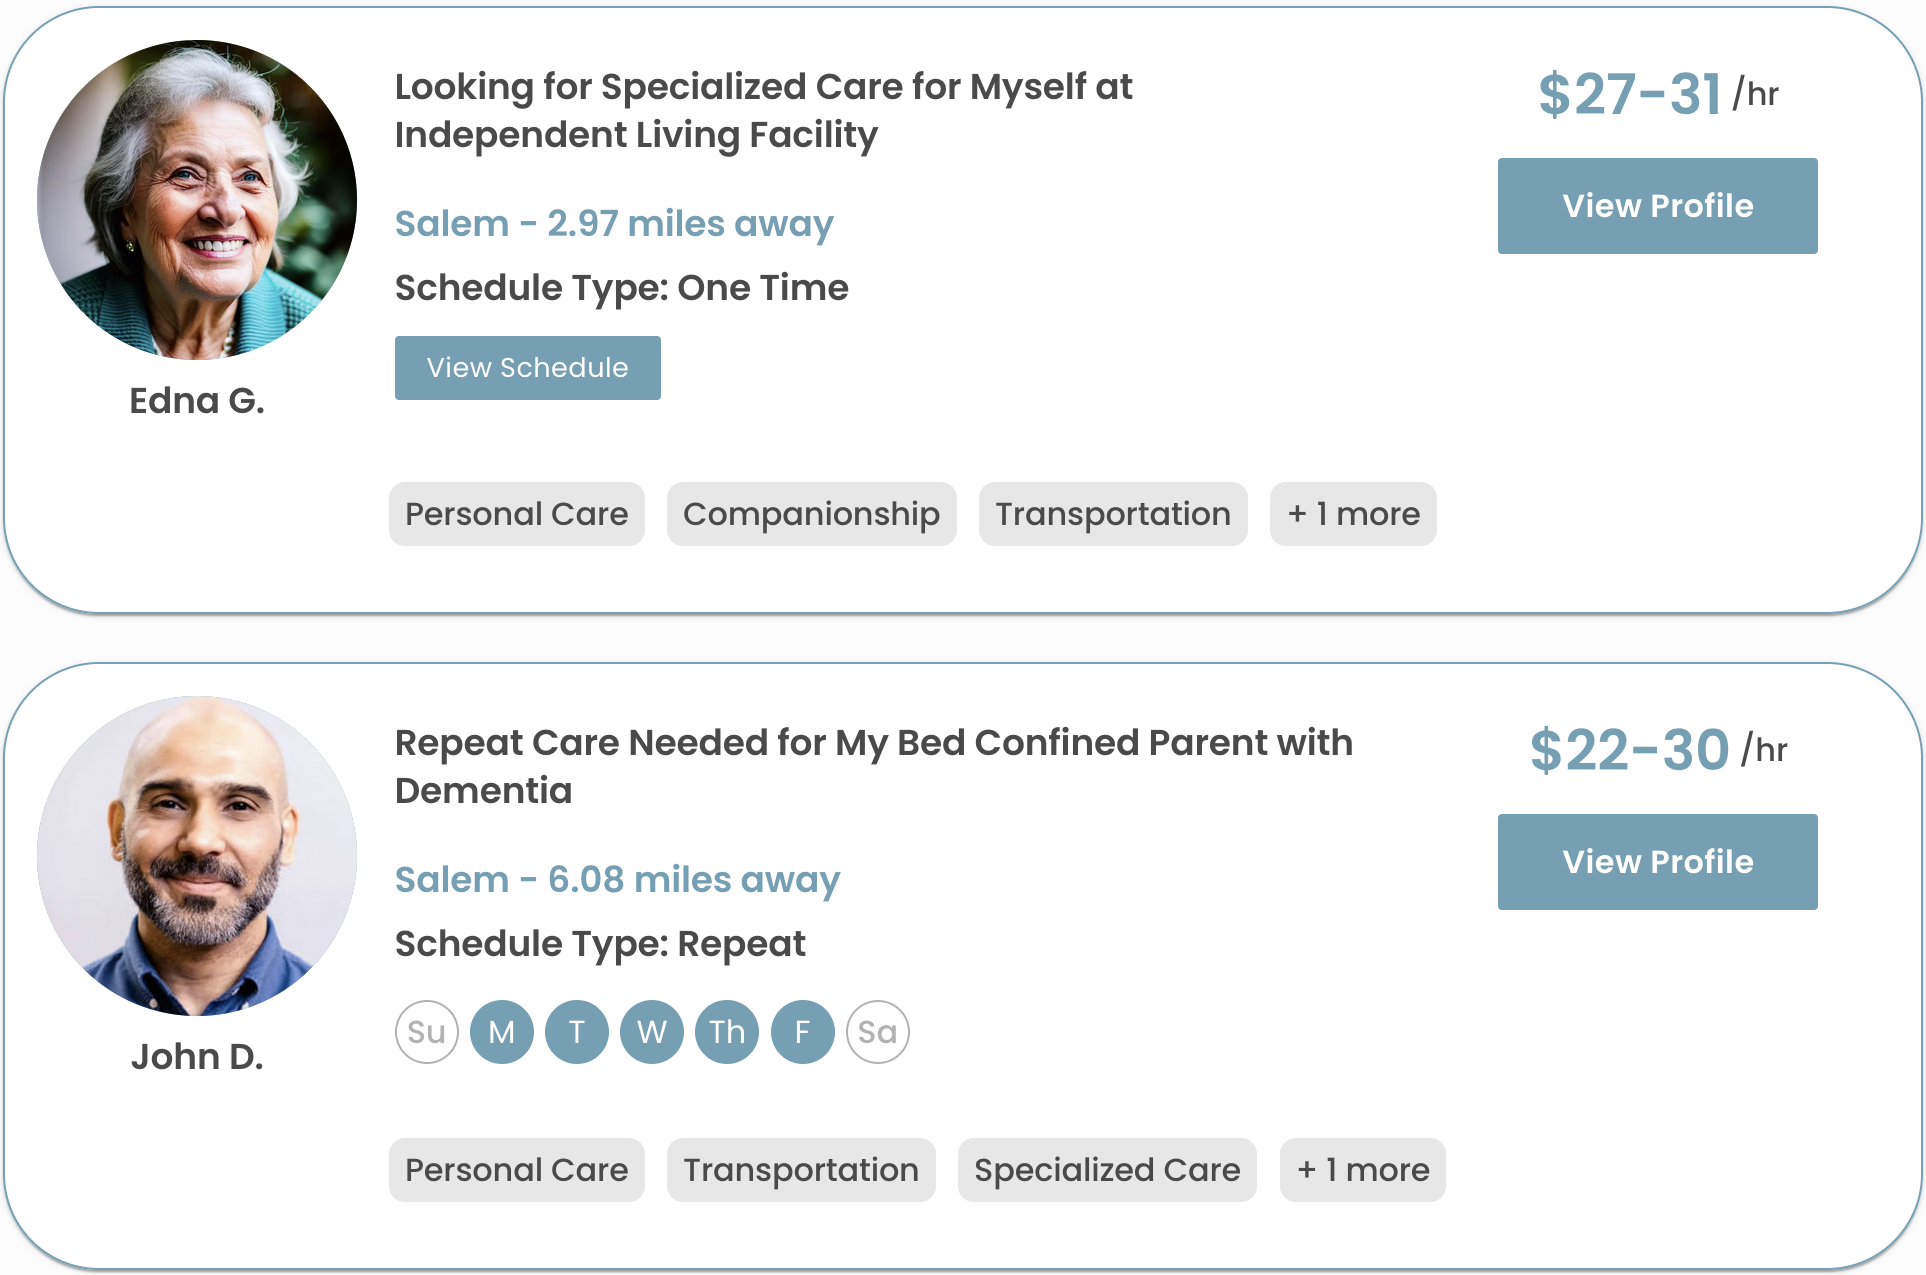 Looking for Specialized Care for Myself at
Independent Living Facility
$27-31 /hr
View Profile
Salem - 2.97 miles away
Schedule Type: One Time
View Schedule
Edna G.
Personal Care
Companionship
Transportation
+ 1 more
Repeat Care Needed for My Bed Confined Parent with
Dementia
$22-30 /hr
View Profile
Salem - 6.08 miles away
Schedule Type: Repeat
Su M T W Th F Sa
John D.
Personal Care
Transportation
Specialized Care
+ 1 more